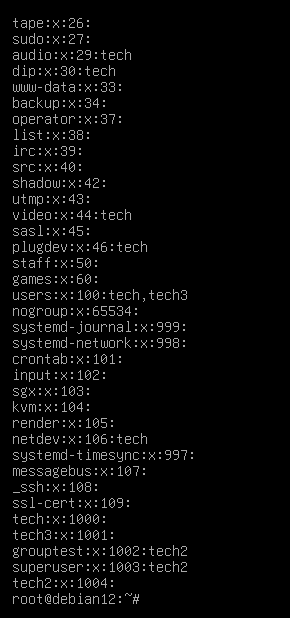 tape:x:26:
sudo:x:27:
audio:x:29:tech
dip:x:30:tech
www-data:x:33:
backup:x:34:
operator:x:37:
list:x:38:
irc:x:39:
src:x:40:
shadow:x:42:
utmp:x:43:
video:x:44:tech
sasl:x:45:
plugdev:x:46:tech
staff:x:50:
games:x:60:
users:x:100:tech,tech3
nogroup:x:65534:
systemd-journal:x:999:
systemd-network:x:998:
crontab:x:101:
input:x:102:
sgx:x:103:
kvm:x:104:
render:x:105:
netdev:x:106:tech
systemd-timesync:x:997:
messagebus:x:107:
_ssh:x:108:
ssl-cert:x:109:
tech:x:1000:
tech3:x:1001:
grouptest:x:1002:tech2
superuser:x:1003:tech2
tech2:x:1004:
root@debian12:~#